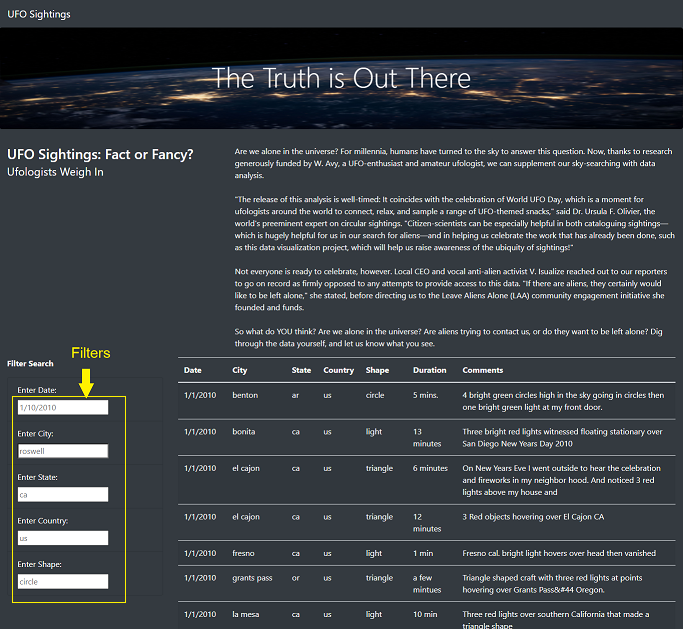 UFO Sightings
The Truth is Out There
UFO Sightings: Fact or Fancy?
Ufologists Weigh In
Are we alone in the universe? For millennia, humans have turned to the sky to answer this question. Now, thanks to research
generously funded by W. Avy, a UFO-enthusiast and amateur ufologist, we can supplement our sky-searching with data
analysis.
"The release of this analysis is well-timed: It coincides with the celebration of World UFO Day, which is a moment for
ufologists around the world to connect, relax, and sample a range of UFO-themed snacks," said Dr. Ursula F. Olivier, the
world's preeminent expert on circular sightings. "Citizen-scientists can be especially helpful in both cataloguing sightings—
which is hugely helpful for us in our search for aliens—and in helping us celebrate the work that has already been done, such
as this data visualization project, which will help us raise awareness of the ubiquity of sightings!"
Not everyone is ready to celebrate, however. Local CEO and vocal anti-alien activist V. Isualize reached out to our reporters
to go on record as firmly opposed to any attempts to provide access to this data. "If there are aliens, they certainly would
like to be left alone," she stated, before directing us to the Leave Aliens Alone (LAA) community engagement initiative she
founded and funds.
So what do YOU think? Are we alone in the universe? Are aliens trying to contact us, or do they want to be left alone? Dig
through the data yourself, and let us know what you see.
Filters
Filter Search
Enter Date:
1/10/2010
Enter City:
roswell
Enter State:
ca
Enter Country:
us
Enter Shape:
circle
Date City State Country Shape Duration Comments
1/1/2010 benton ar us circle 5 mins. 4 bright green circles high in the sky going in circles then
one bright green light at my front door.
1/1/2010 bonita ca us light 13 Three bright red lights witnessed floating stationary over
minutes San Diego New Years Day 2010
1/1/2010 el cajon ca us triangle 6 minutes On New Years Eve I went outside to hear the celebration
and fireworks in my neighbor hood. And noticed 3 red
lights above my house and
1/1/2010 el cajon ca us triangle 12 3 Red objects hovering over El Cajon CA
minutes
1/1/2010 fresno ca us light 1 min Fresno cal. bright light hovers over head then vanished
1/1/2010 grants pass or us triangle a few Triangle shaped craft with three red lights at points
mintues hovering over Grants Pass&#44 Oregon.
1/1/2010 la mesa ca us light 10 min Three red lights over southern California that made a
triangle shape